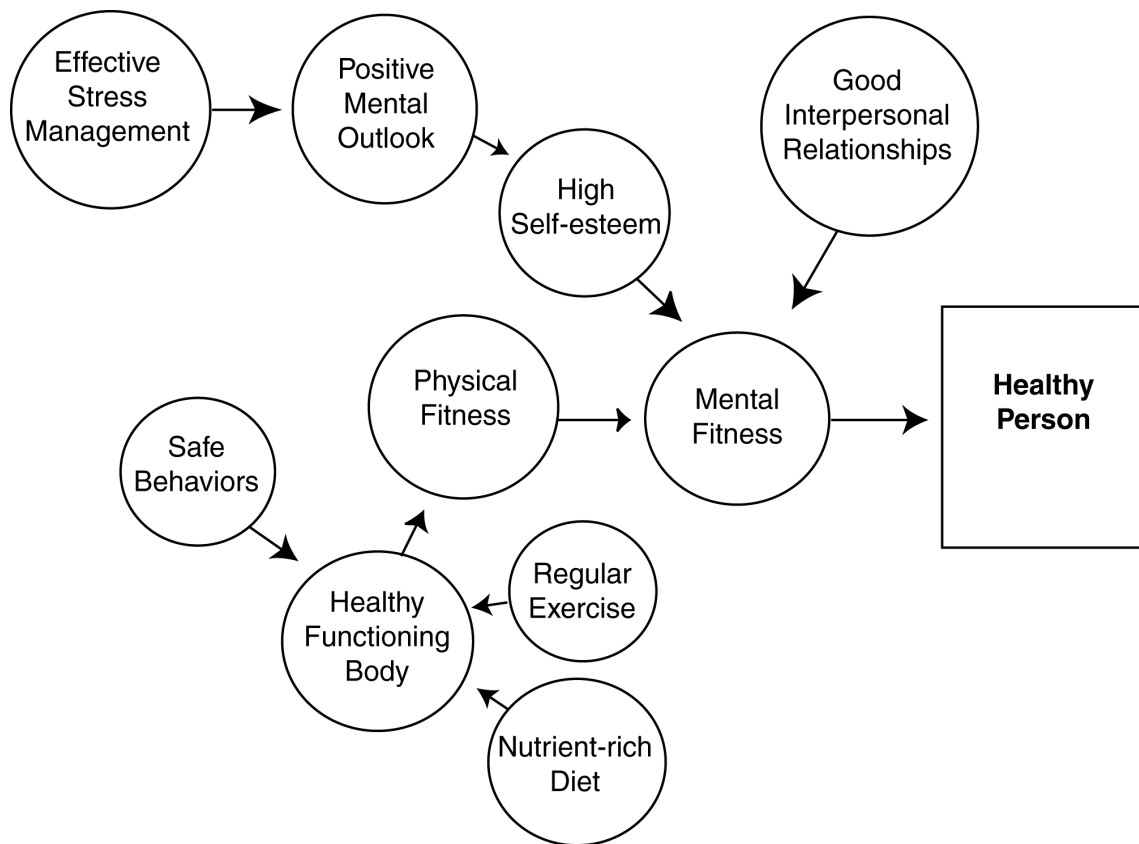 Effective
Stress
Management
Positive
Mental
Outlook
Good
Interpersonal
Relationships
High
Self-esteem
Physical
Fitness
Mental
Fitness
Healthy
Person
Safe
Behaviors
Healthy
Functioning
Body
Regular
Exercise
Nutrient-rich
Diet